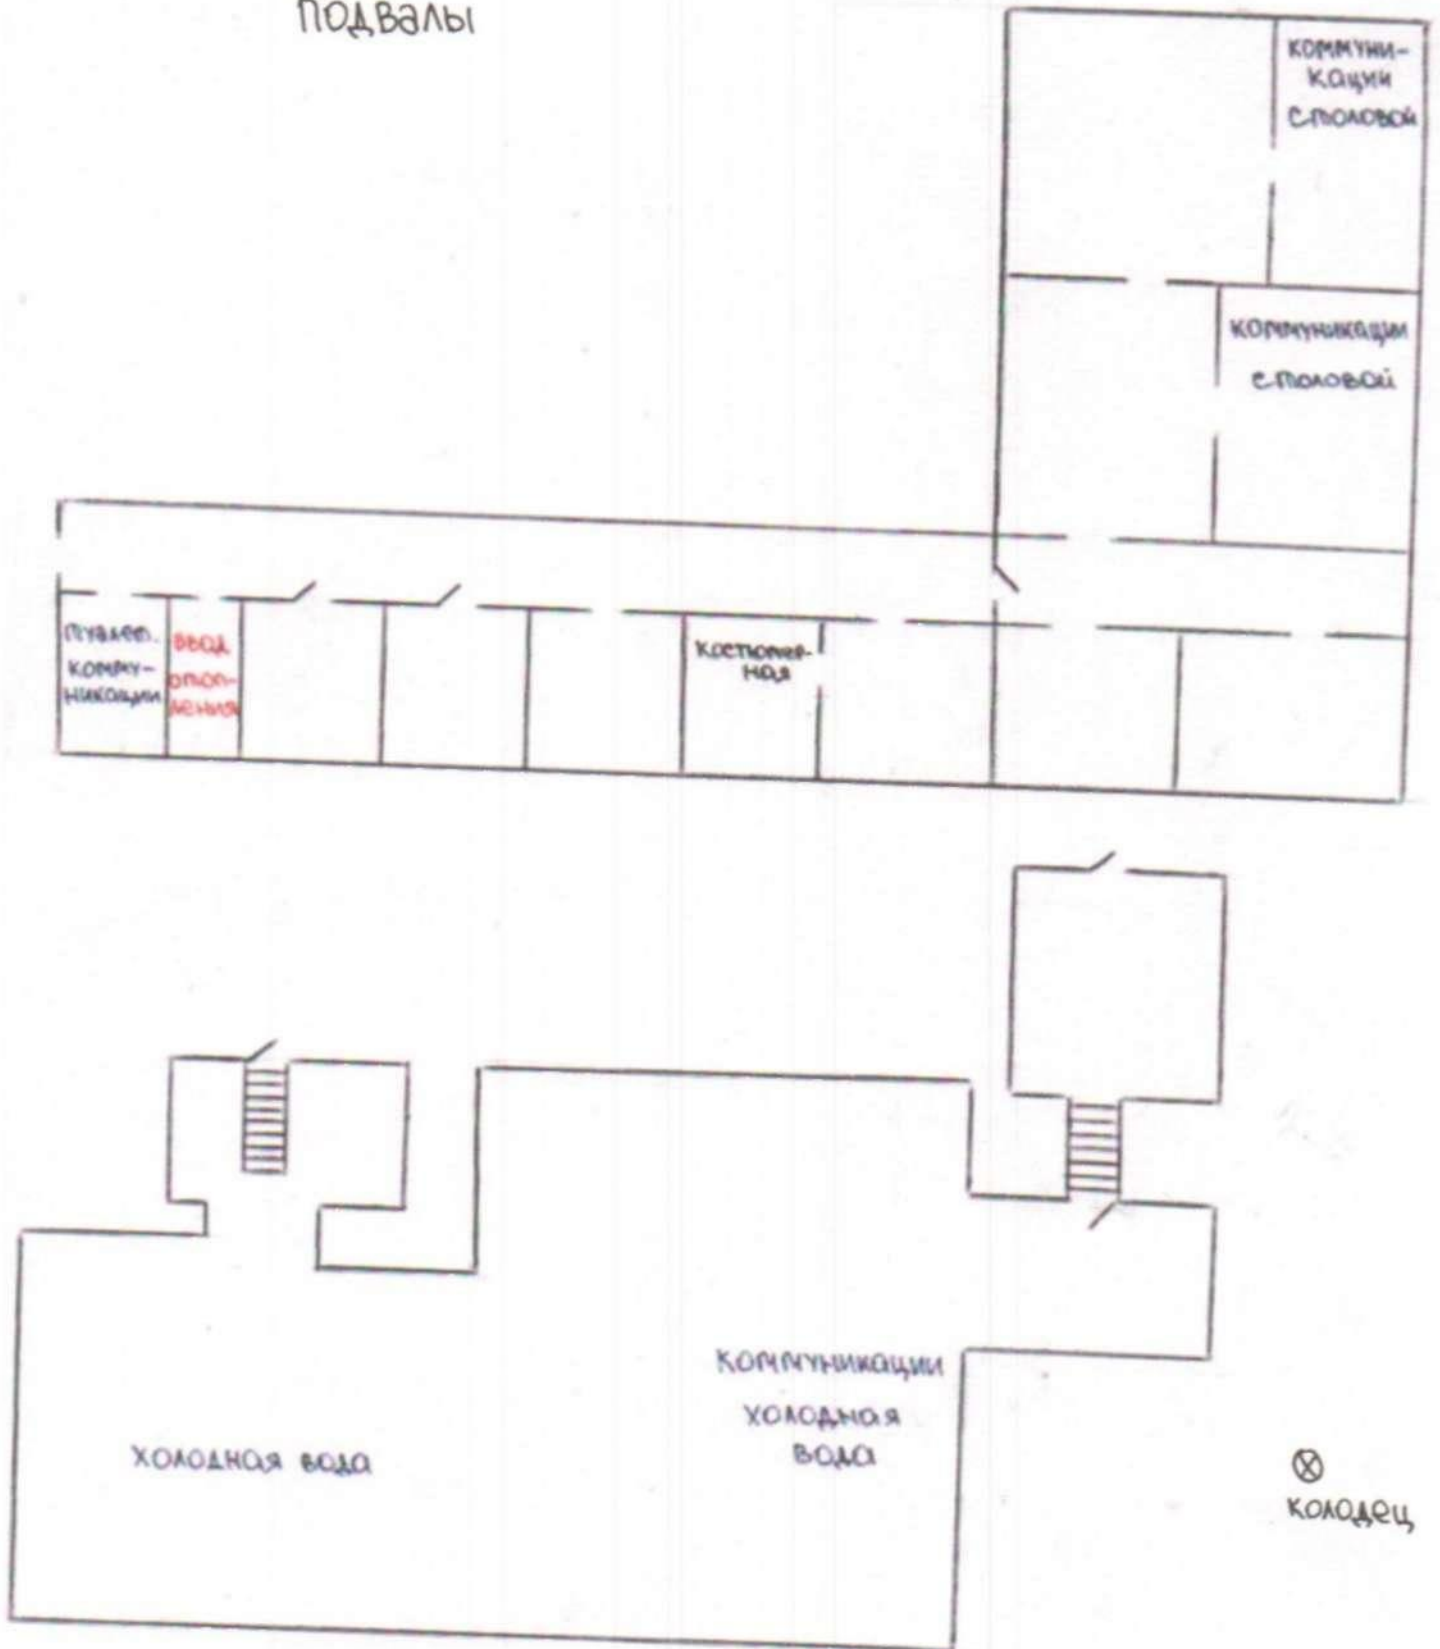 ПОДВАЛЫ
КОММУНИ-
КАЦИИ
СТОЛОВОЙ
КОММУНИКАЦИИ
СТОЛОВОЙ
ТУАЛЕТ.
КОММУ-
НИКАЦИИ
ВВОД
ОТОП-
ЛЕНИЯ
КОСТЮМЕР-
НАЯ
КОММУНИКАЦИИ
ХОЛОДНАЯ
ВОДА
ХОЛОДНАЯ ВОДА
КОЛОДЕЦ